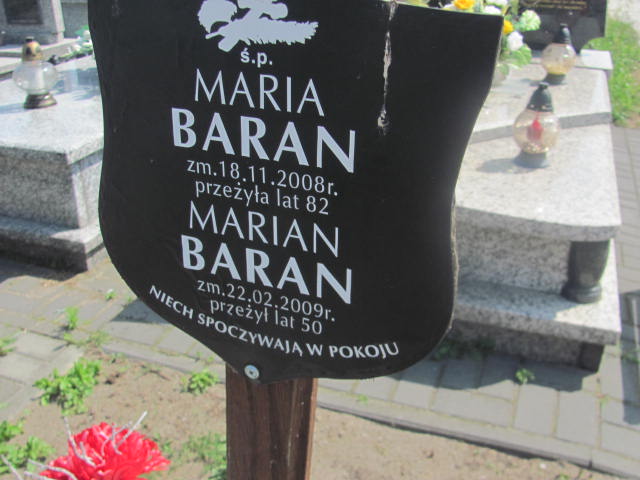 ś.p.
MARIA
BARAN
zm.18.11.2008r.
przeżyła lat 82
MARIAN
BARAN
zm.22.02.2009r.
przeżył lat 50
NIECH SPOCZYWAJĄ W POKOJU